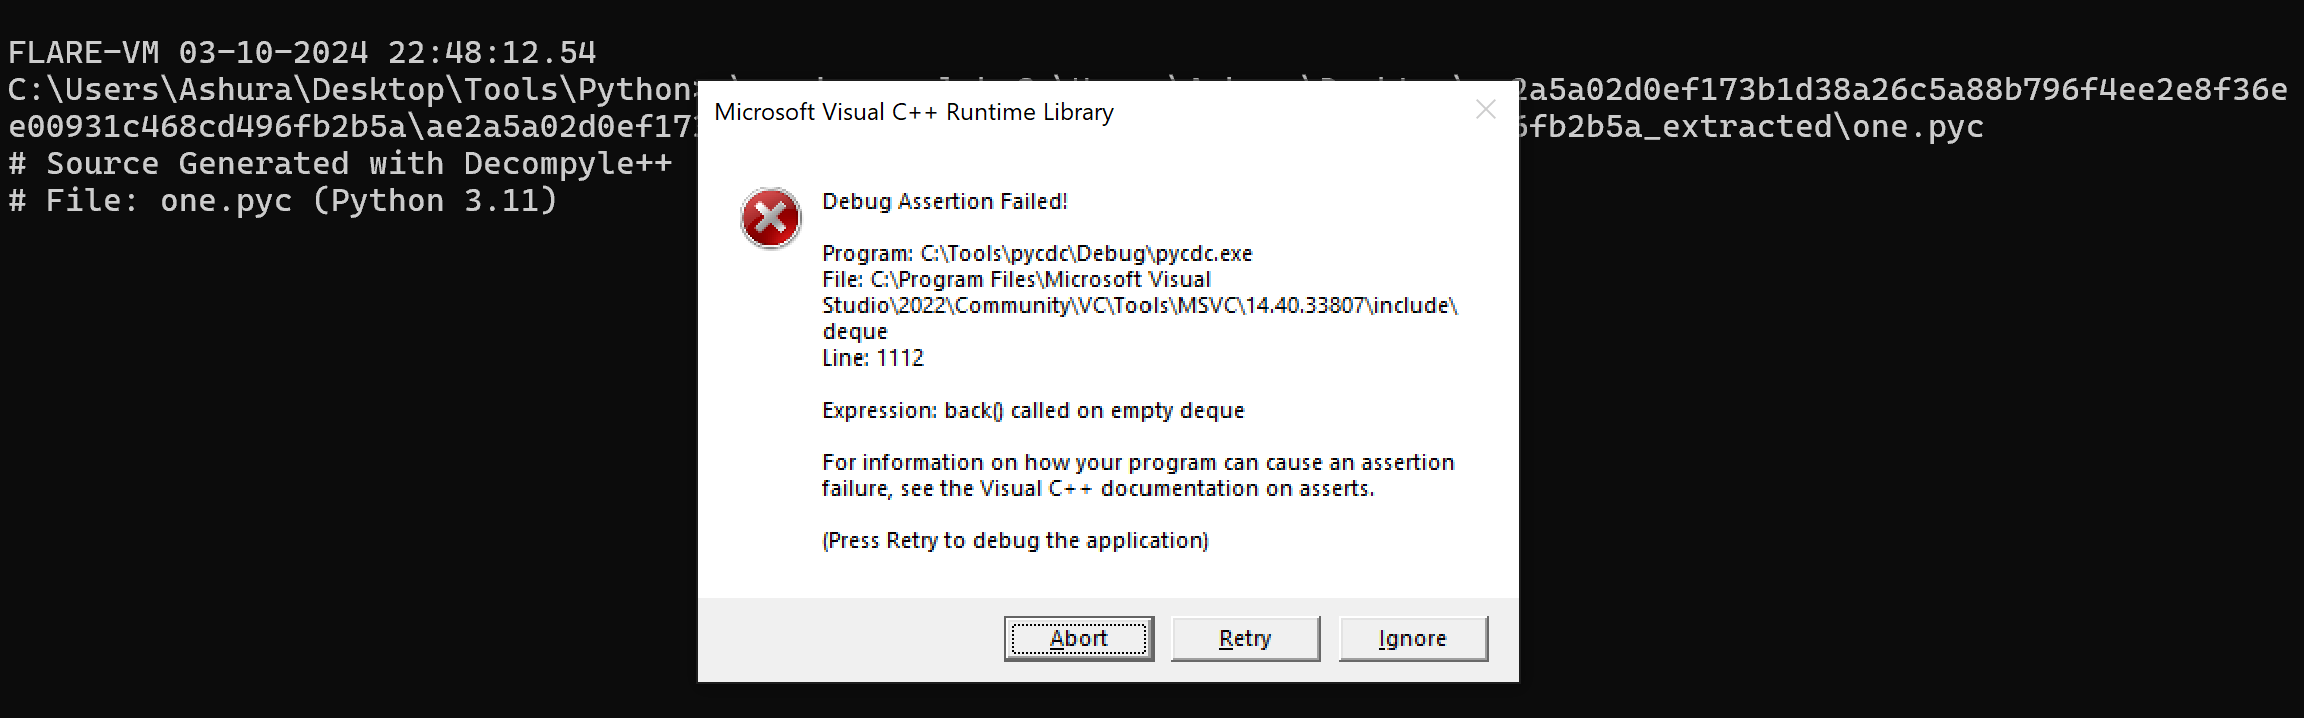 FLARE-VM 03-10-2024 22:48:12.54
C:\Users\Ashura\Desktop\Tools\Python 2a5a02d0ef173b1d38a26c5a88b796f4ee2e8f36e
e00931c468cd496fb2b5a\ae2a5a02d0ef17 6fb2b5a_extracted\one.pyc
# Source Generated with Decompyle++
# File: one.pyc (Python 3.11)
Microsoft Visual C++ Runtime Library
Debug Assertion Failed!
Program: C:\Tools\pycdc\Debug\pycdc.exe
File: C:\Program Files\Microsoft Visual
Studio\2022\Community\VC\Tools\MSVC\14.40.33807\include\
deque
Line: 1112
Expression: back() called on empty deque
For information on how your program can cause an assertion
failure, see the Visual C++ documentation on asserts.
(Press Retry to debug the application)
Abort
Retry
Ignore